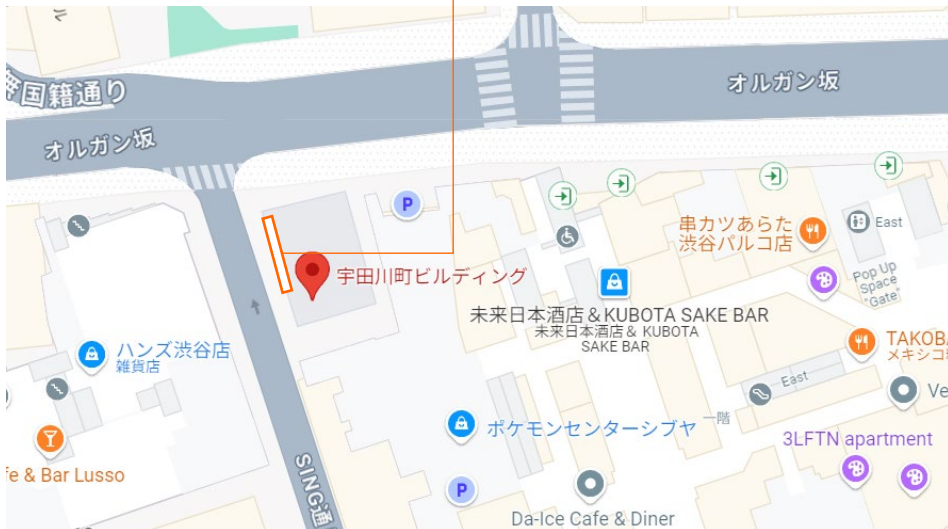 国籍通り
オルガン坂
オルガン坂
P
串カツあらた
渋谷パルコ店
East
宇田川町ビルディング
Pop Up
Space
"Gate"
未来日本酒店&KUBOTA SAKE BAR
未来日本酒店& KUBOTA
SAKE BAR
ハンズ渋谷店
雑貨店
TAKOBA
メキシコ
East
Ve
一階
ポケモンセンターシブヤ
3LFTN apartment
fe & Bar Lusso
SING通
P
Da-Ice Cafe & Diner